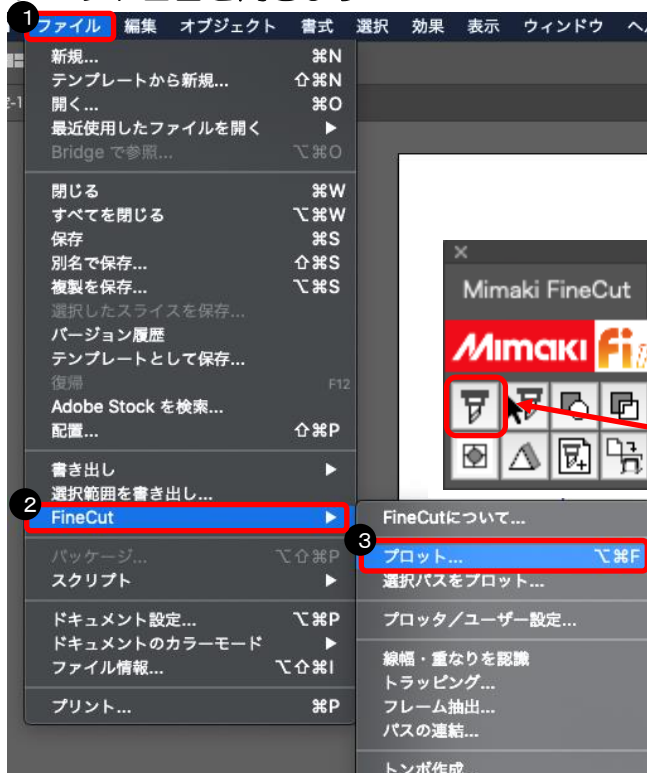 1
ファイル 編集 オブジェクト 書式 選択 効果 表示 ウィンドウ
新規... ⌘N
テンプレートから新規... ⇧⌘N
開く... ⌘O
最近使用したファイルを開く ▶
Bridge で参照... ⌥⌘O
閉じる ⌘W
すべてを閉じる ⌥⌘W
保存 ⌘S
別名で保存... ⇧⌘S
複製を保存... ⌥⌘S
選択したスライスを保存...
バージョン履歴
テンプレートとして保存...
復帰 F12
Adobe Stock を検索...
配置... ⇧⌘P
書き出し ▶
選択範囲を書き出し...
2
FineCut ▶
パッケージ... ⌥⇧⌘P
スクリプト ▶
ドキュメント設定... ⌥⌘P
ドキュメントのカラーモード ▶
ファイル情報... ⌥⇧⌘I
プリント... ⌘P
Mimaki FineCut
Mimaki Fi
FineCutについて...
3
プロット... ⌥⌘F
選択パスをプロット...
プロッタ／ユーザー設定...
線幅・重なりを認識
トラッピング...
フレーム抽出...
パスの連結...
トンボ作成